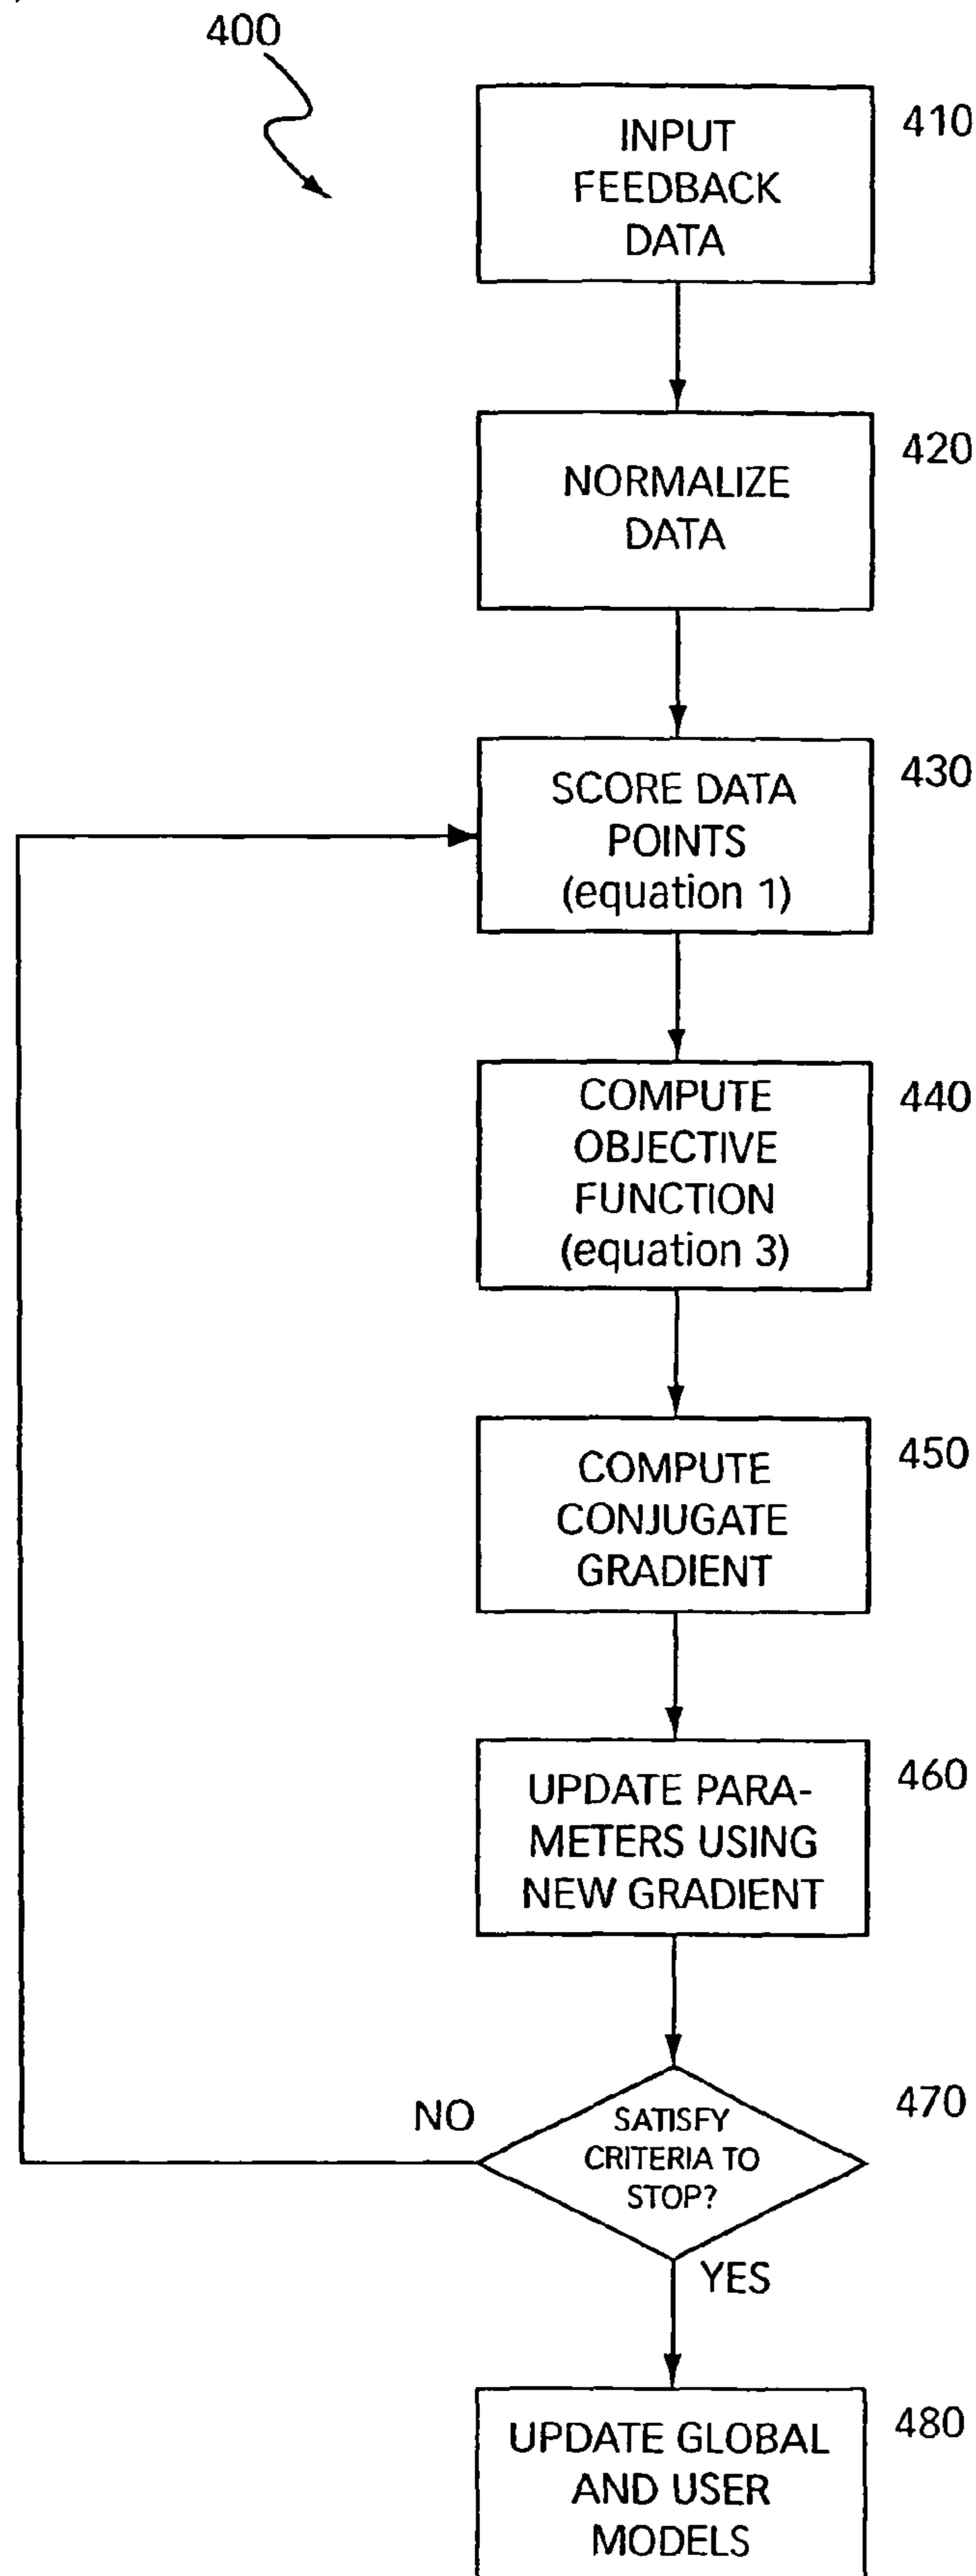 400
INPUT
FEEDBACK
DATA
410
NORMALIZE
DATA
420
SCORE DATA
POINTS
(equation 1)
430
COMPUTE
OBJECTIVE
FUNCTION
(equation 3)
440
COMPUTE
CONJUGATE
GRADIENT
450
UPDATE PARA-
METERS USING
NEW GRADIENT
460
SATISFY
CRITERIA TO
STOP?
470
NO
YES
UPDATE GLOBAL
AND USER
MODELS
480